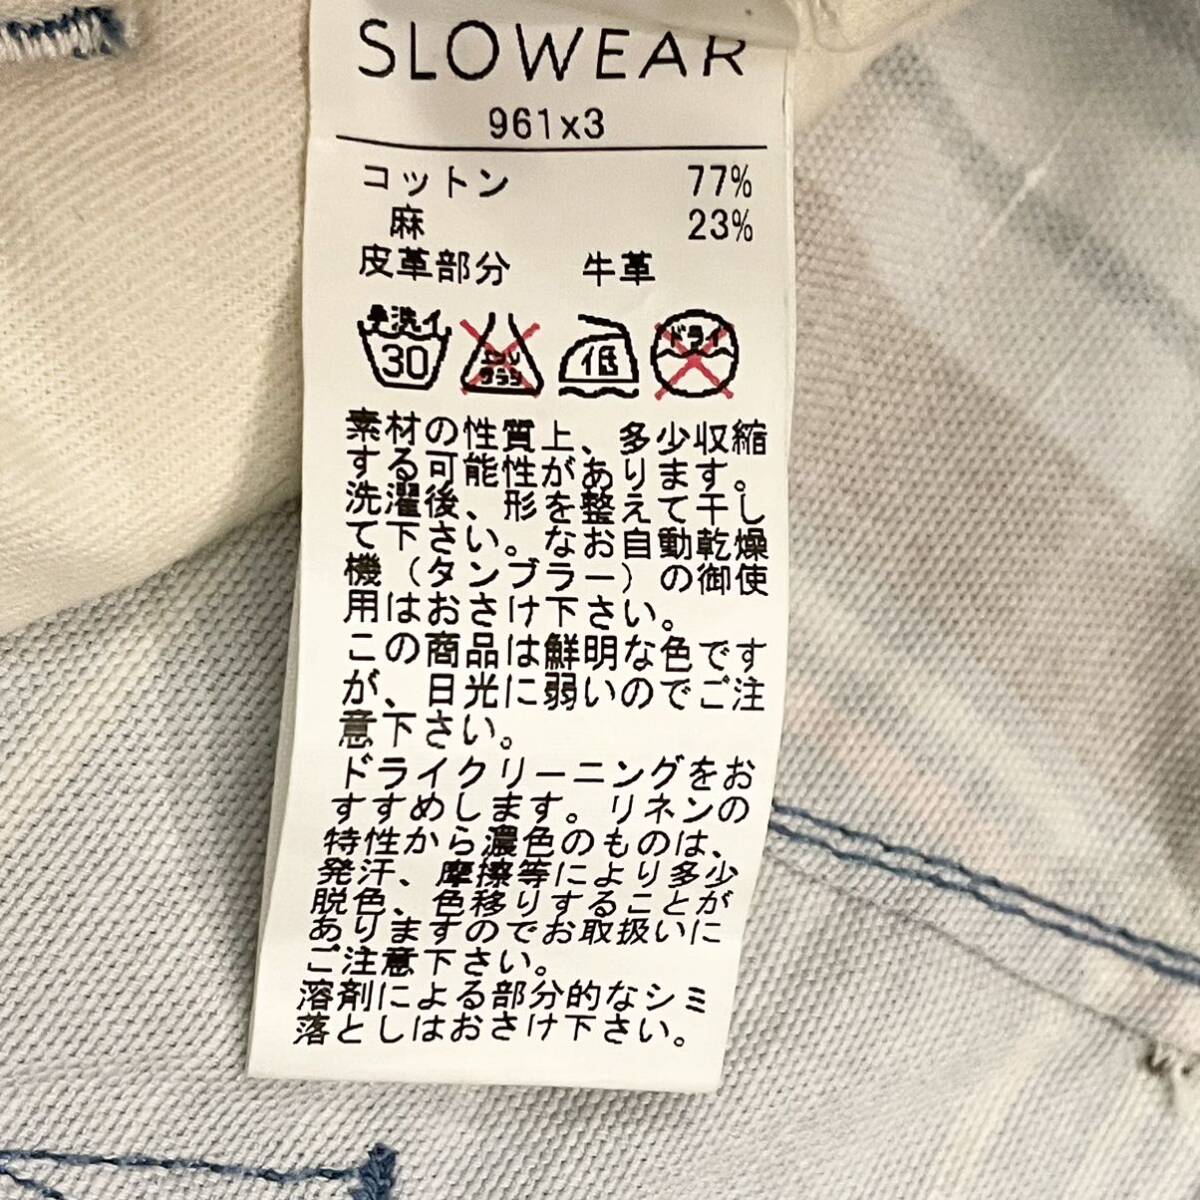 SLOWEAR
961x3
コットン 77%
麻 23%
皮革部分 牛革
手洗イ
30
エンソ
サラシ
低
ドライ
素材の性質上、多少収縮
する可能性があります。
洗濯後、形を整えて干し
て下さい。なお自動乾燥
機（タンブラー）の御使
用はおさけ下さい。
この商品は鮮明な色です
が、日光に弱いのでご注
意下さい。
ドライクリーニングをお
すすめします。リネンの
特性から濃色のものは、
発汗、摩擦等により多少
脱色、色移りすることが
ありますのでお取扱いに
ご注意下さい。
溶剤による部分的なシミ
落としはおさけ下さい。